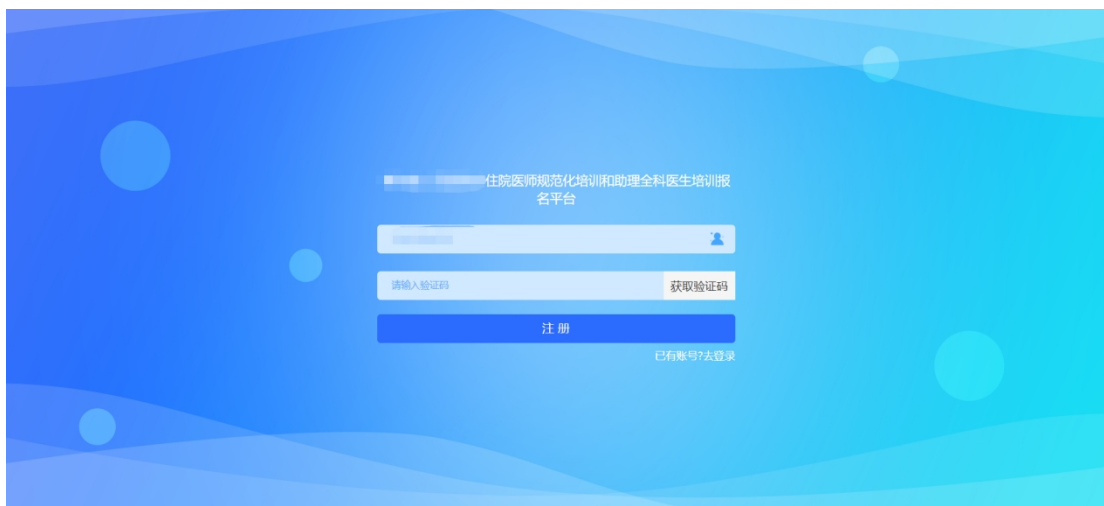 住院医师规范化培训和助理全科医生培训报
名平台
请输入验证码
获取验证码
注册
已有账号?去登录